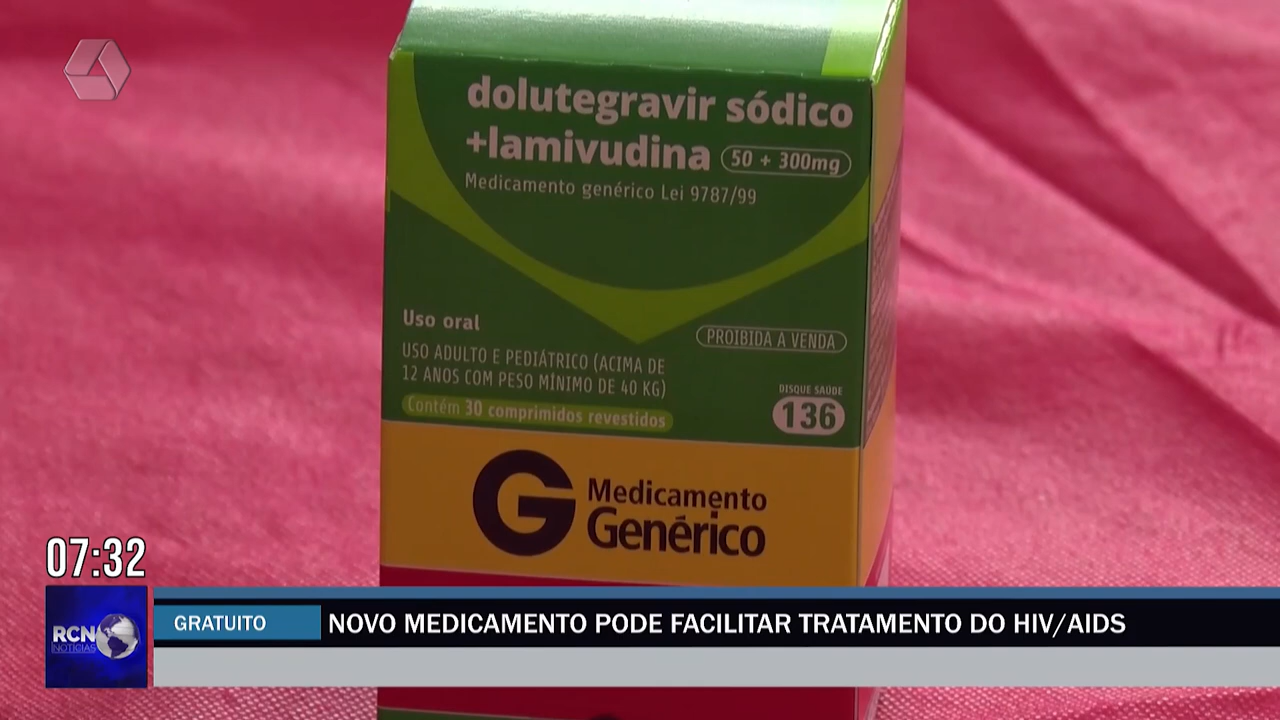 dolutegravir sódico
+lamivudina 50 + 300mg
Medicamento genérico Lei 9787/99
Uso oral
PROIBIDA A VENDA
USO ADULTO E PEDIÁTRICO (ACIMA DE
12 ANOS COM PESO MÍNIMO DE 40 KG)
Contém 30 comprimidos revestidos
DISQUE SAÚDE
136
G Medicamento
Genérico
07:32
RCN
NOTÍCIAS
GRATUITO
NOVO MEDICAMENTO PODE FACILITAR TRATAMENTO DO HIV/AIDS